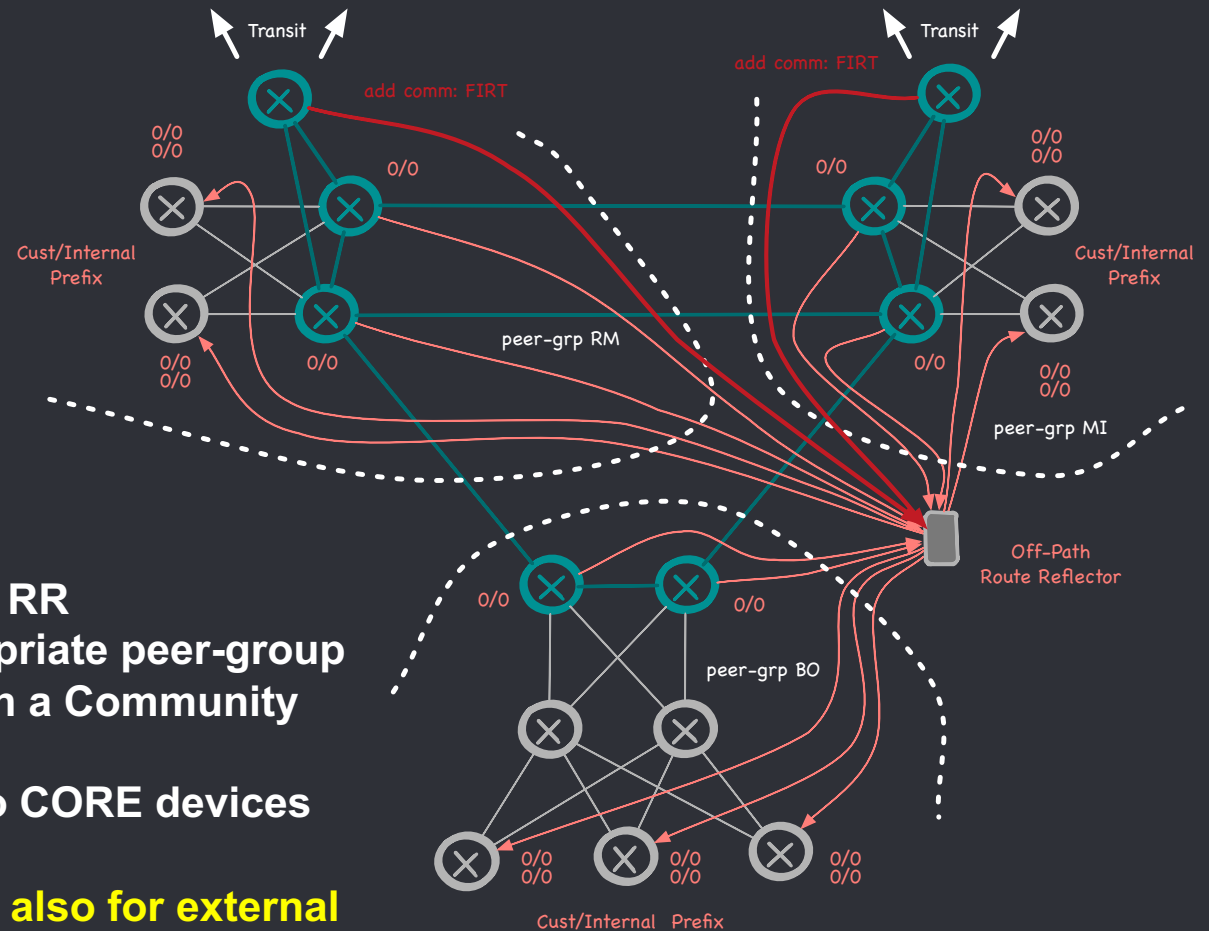 Transit
Transit
add comm: FIRT
add comm: FIRT
0/0
0/0
0/0
0/0
0/0
0/0
Cust/Internal
Prefix
Cust/Internal
Prefix
peer-grp RM
0/0
0/0
0/0
0/0
0/0
0/0
peer-grp MI
Off-Path
Route Reflector
RR
priate peer-group
n a Community
o CORE devices
also for external
0/0
0/0
peer-grp BO
0/0
0/0
0/0
0/0
0/0
0/0
Cust/Internal Prefix